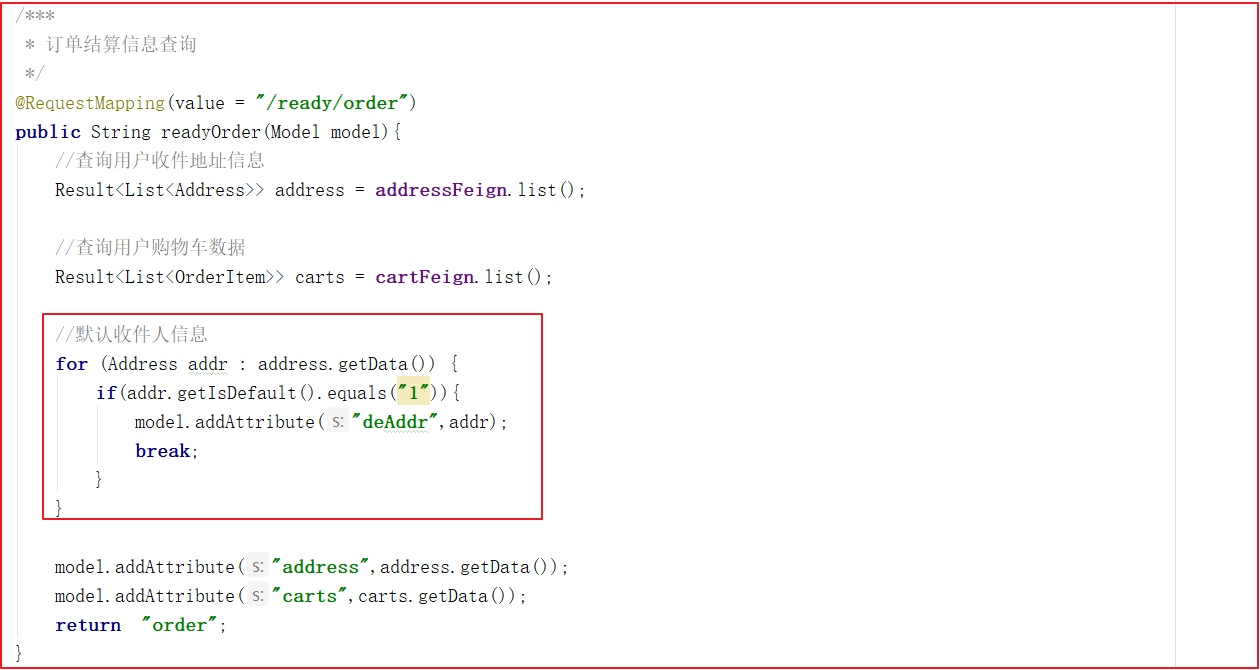 /***
 * 订单结算信息查询
 */
@RequestMapping(value = "/ready/order")
public String readyOrder(Model model){
    //查询用户收件地址信息
    Result<List<Address>> address = addressFeign.list();
    //查询用户购物车数据
    Result<List<OrderItem>> carts = cartFeign.list();
    //默认收件人信息
    for (Address addr : address.getData()) {
        if(addr.getIsDefault().equals("1")){
            model.addAttribute( s: "deAddr",addr);
            break;
        }
    }
    model.addAttribute( s: "address",address.getData());
    model.addAttribute( s: "carts",carts.getData());
    return "order";
}